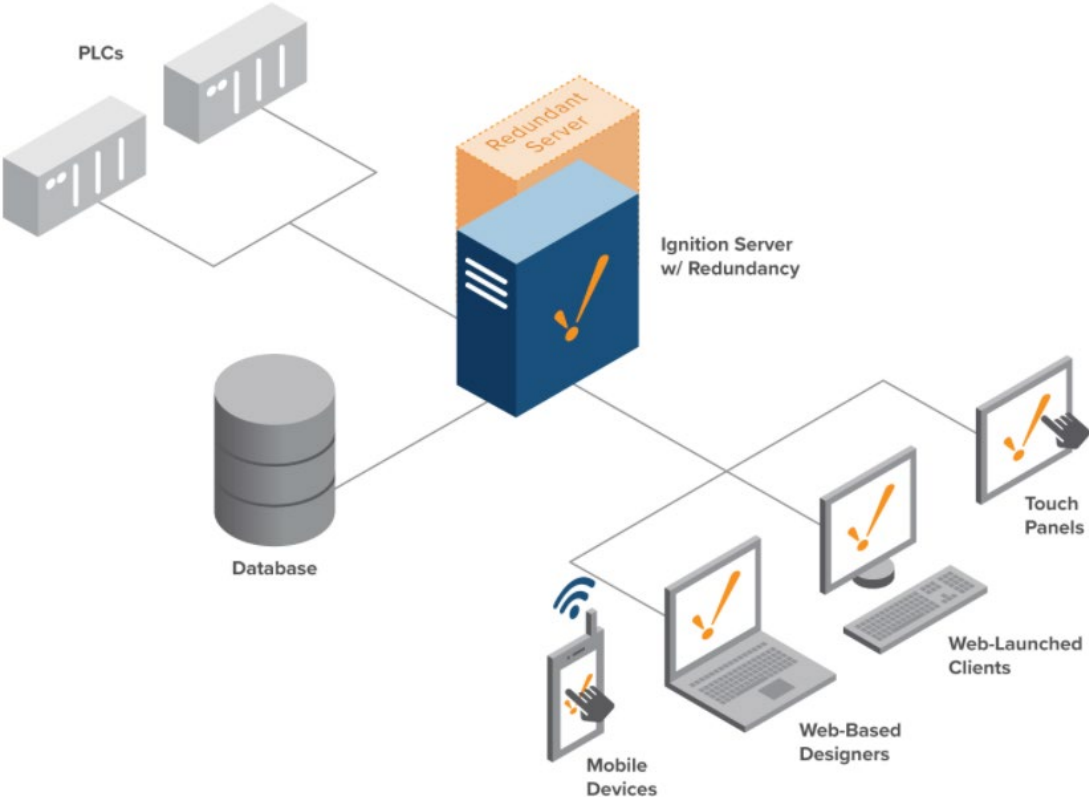 PLCs
Redundant
Server
Ignition Server
w/ Redundancy
Database
Touch
Panels
Web-Launched
Clients
Web-Based
Designers
Mobile
Devices